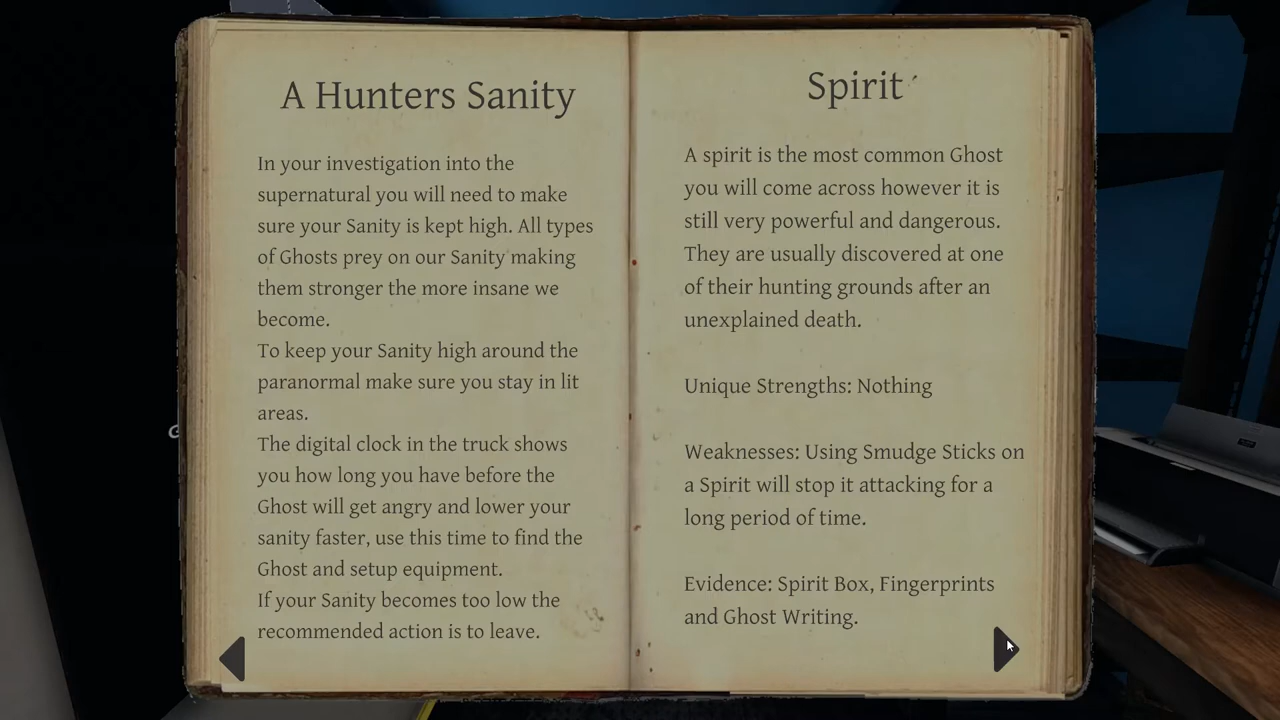 A Hunters Sanity
In your investigation into the
supernatural you will need to make
sure your Sanity is kept high. All types
of Ghosts prey on our Sanity making
them stronger the more insane we
become.
To keep your Sanity high around the
paranormal make sure you stay in lit
areas.
The digital clock in the truck shows
you how long you have before the
Ghost will get angry and lower your
sanity faster, use this time to find the
Ghost and setup equipment.
If your Sanity becomes too low the
recommended action is to leave.
Spirit
A spirit is the most common Ghost
you will come across however it is
still very powerful and dangerous.
They are usually discovered at one
of their hunting grounds after an
unexplained death.
Unique Strengths: Nothing
Weaknesses: Using Smudge Sticks on
a Spirit will stop it attacking for a
long period of time.
Evidence: Spirit Box, Fingerprints
and Ghost Writing.